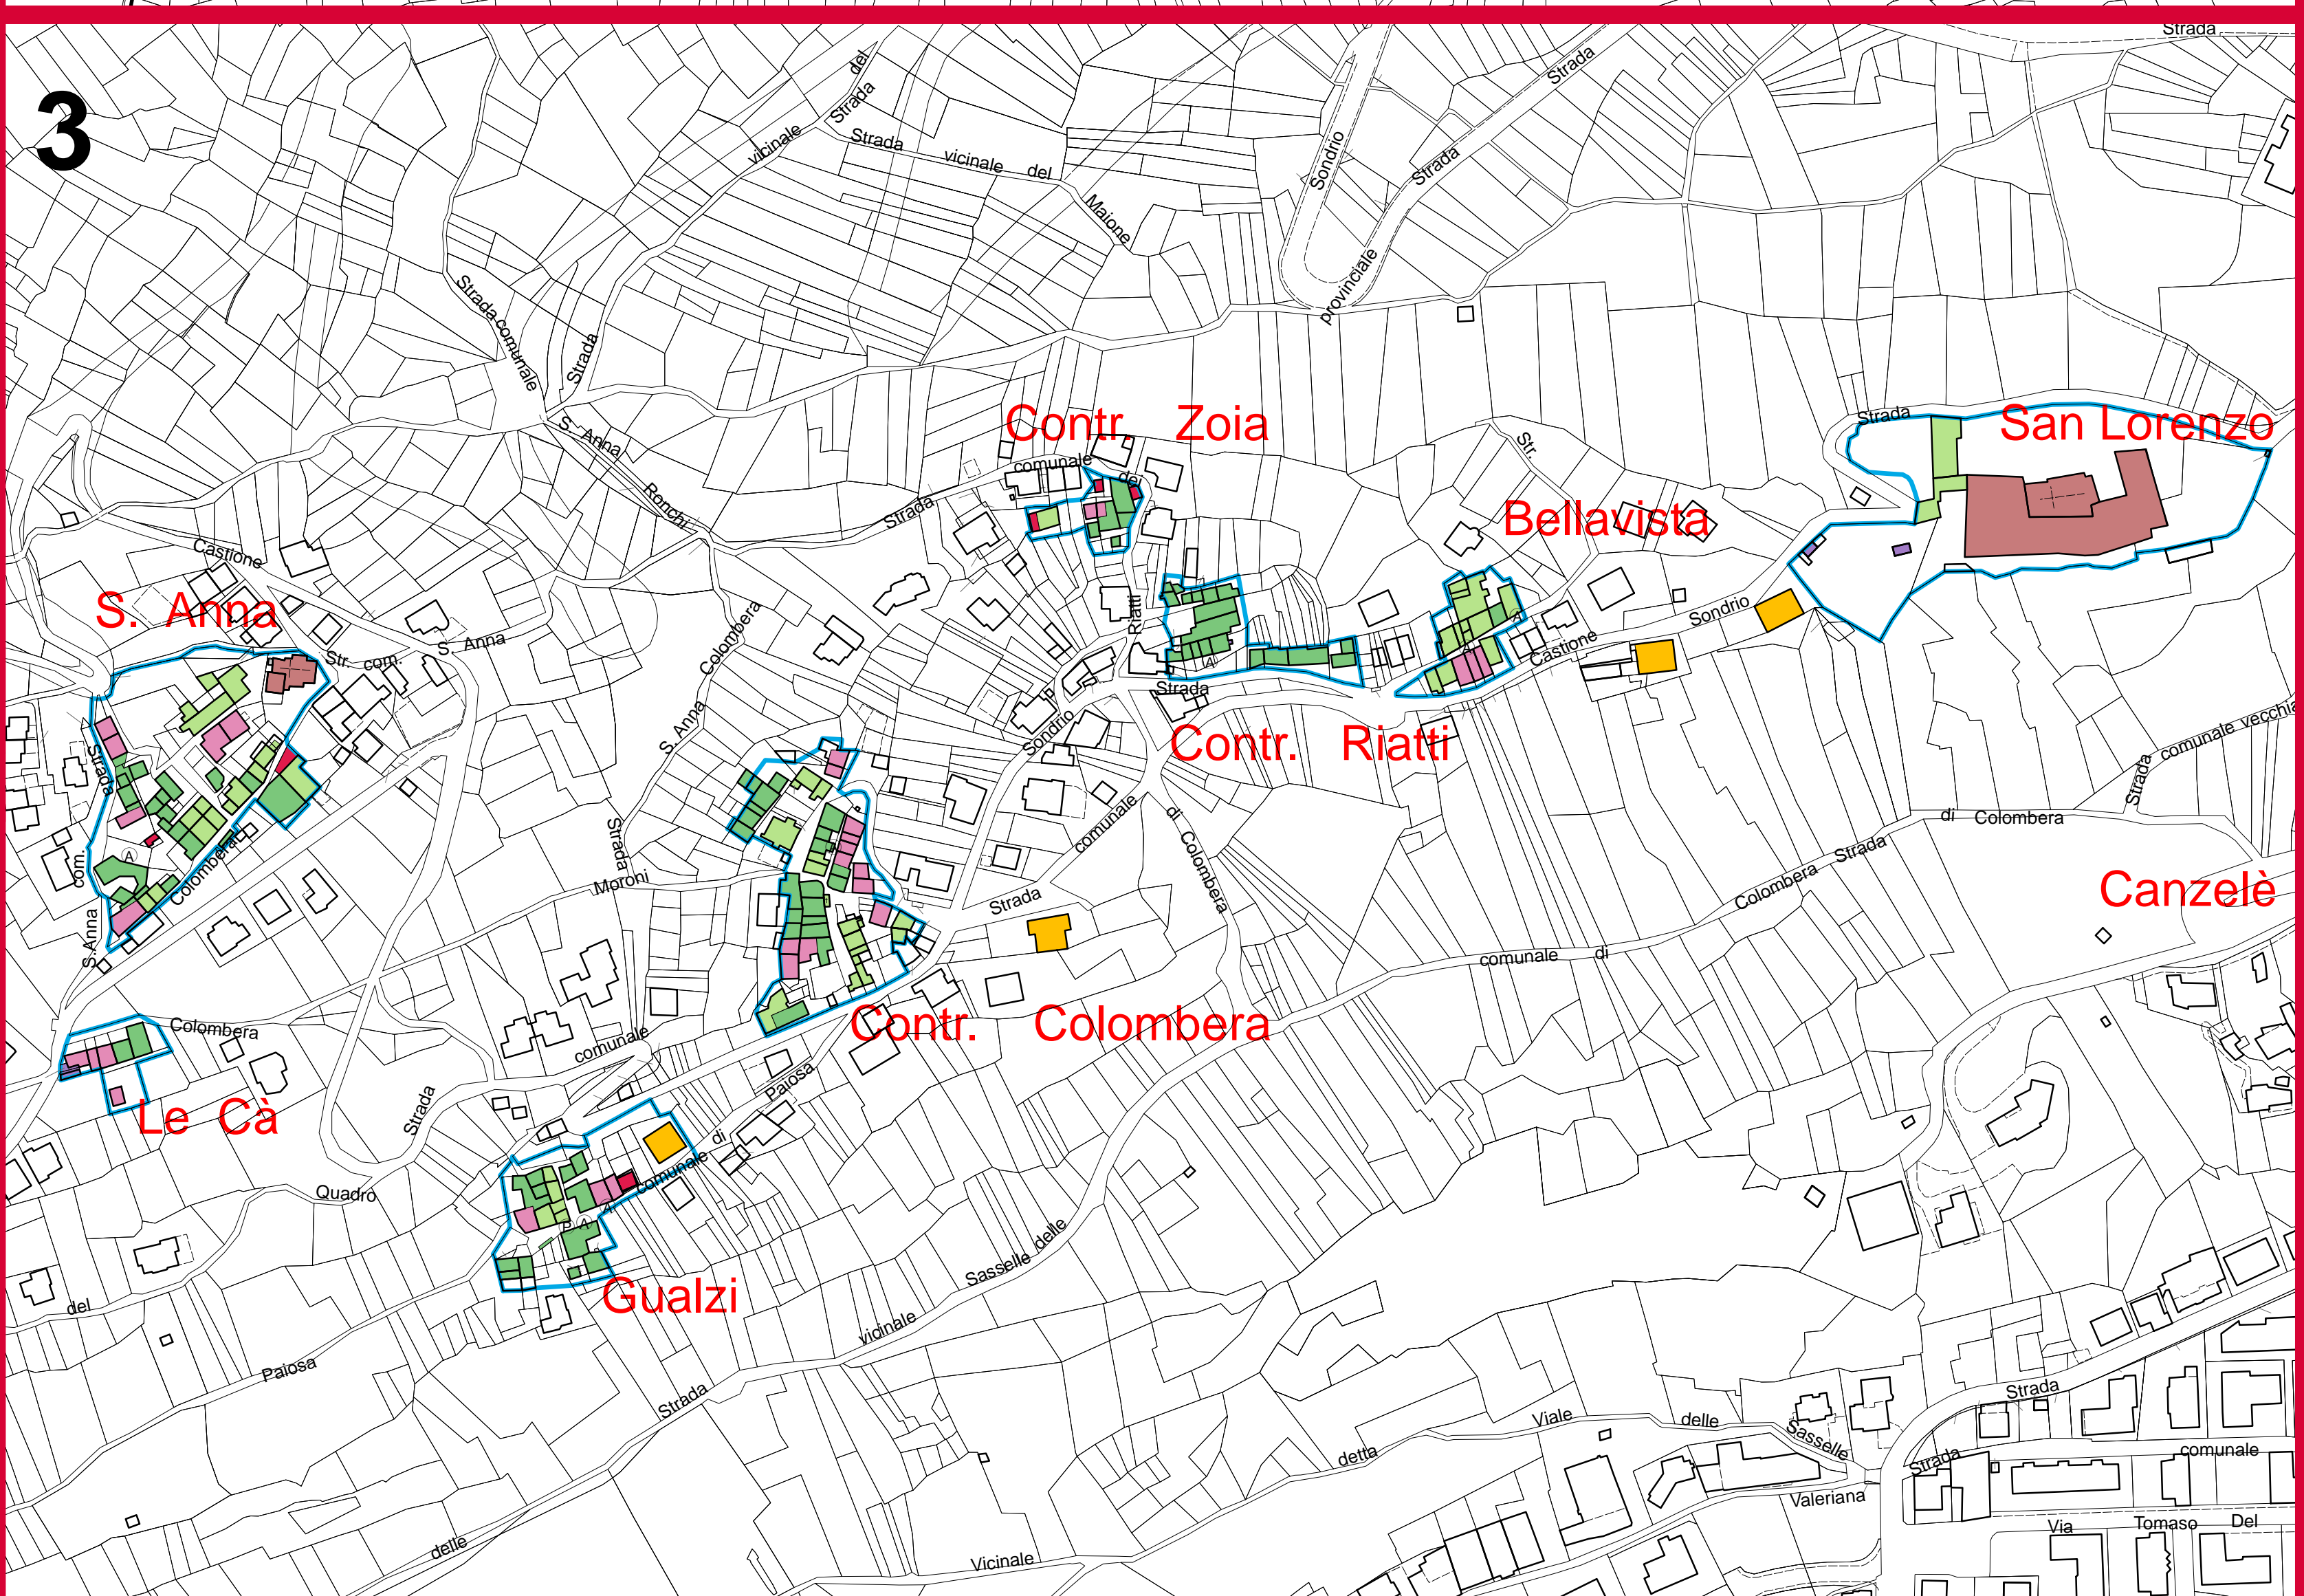 Strada
3
del
Strada
vicinale
Strada
vicinale
del
Maione
Sondrio
Strada
Strada
provinciale
Strada comunale
Strada
S. Anna
Ronchi
Contr. Zoia
comunale
dei
Strada
Strada
San Lorenzo
Str.
Bellavista
Castione
S. Anna
Str. com.
S. Anna
Colombera
S. Anna
Riatti
A
A
A
Castione
Sondrio
Strada
Contr. Riatti
Sondrio
comunale vecchia
Strada
Strada
com.
A
Colombera
S.Anna
Strada
Moroni
comunale
di Colombera
Strada
di Colombera
Strada
Colombera
Canzelè
comunale di
Colombera
Contr. Colombera
comunale
Le Cà
Strada
Paiosa
di
comunale
Quadrò
P
A
A
Gualzi
Sasselle
delle
vicinale
del
Paiosa
Strada
delle
Vicinale
detta
Viale
delle
Sasselle
Valeriana
Strada
Strada
comunale
Via Tomaso Del